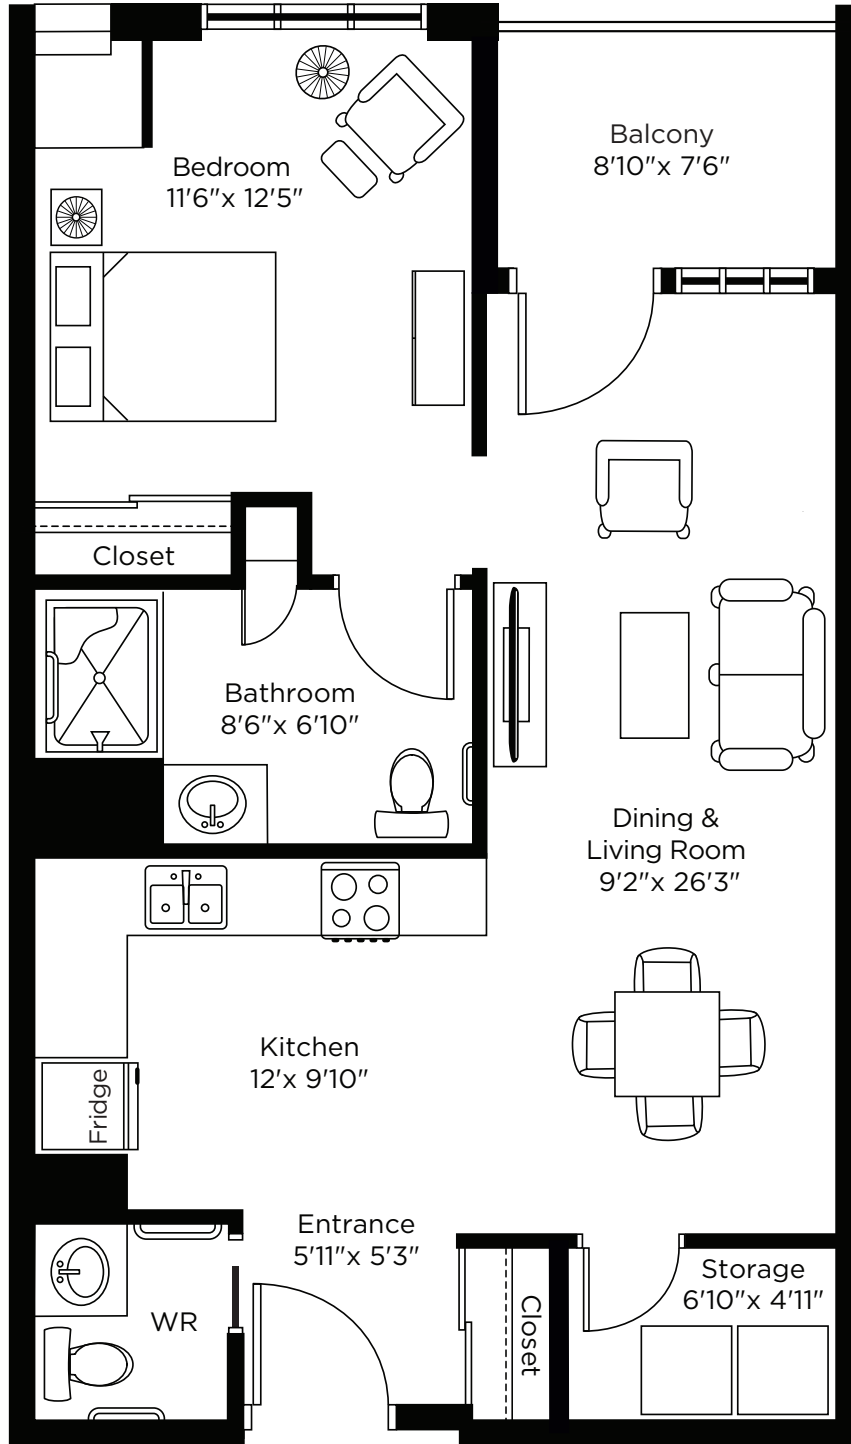 Balcony
8'10"x 7'6"
Bedroom
11'6"x 12'5"
Closet
Bathroom
8'6"x 6'10"
Dining &
Living Room
9'2"x 26'3"
Kitchen
12'x 9'10"
Fridge
Entrance
5'11"x 5'3"
Storage
6'10"x 4'11"
WR
Closet